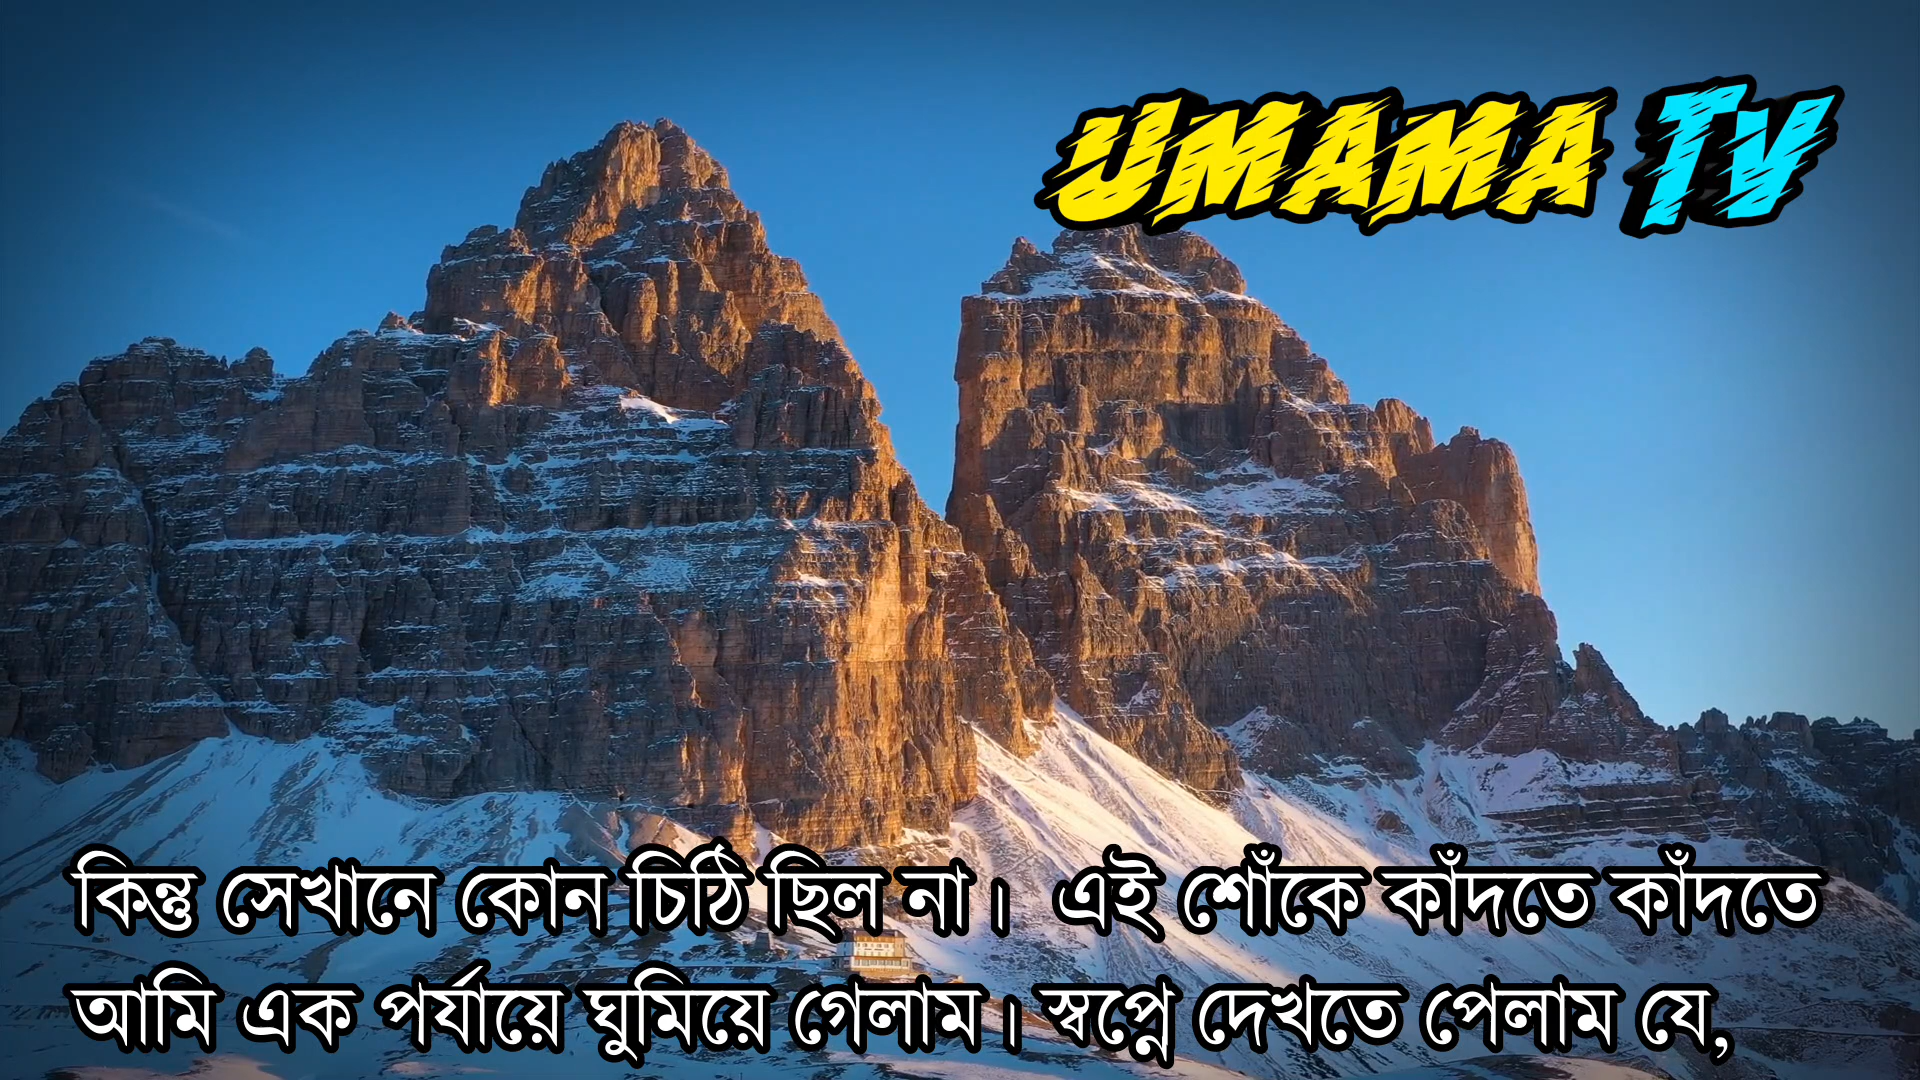 UMAMA TV
কিন্তু সেখানে কোন চিঠি ছিল না। এই শোঁকে কাঁদতে কাঁদতে
আমি এক পর্যায়ে ঘুমিয়ে গেলাম। স্বপ্নে দেখতে পেলাম যে,